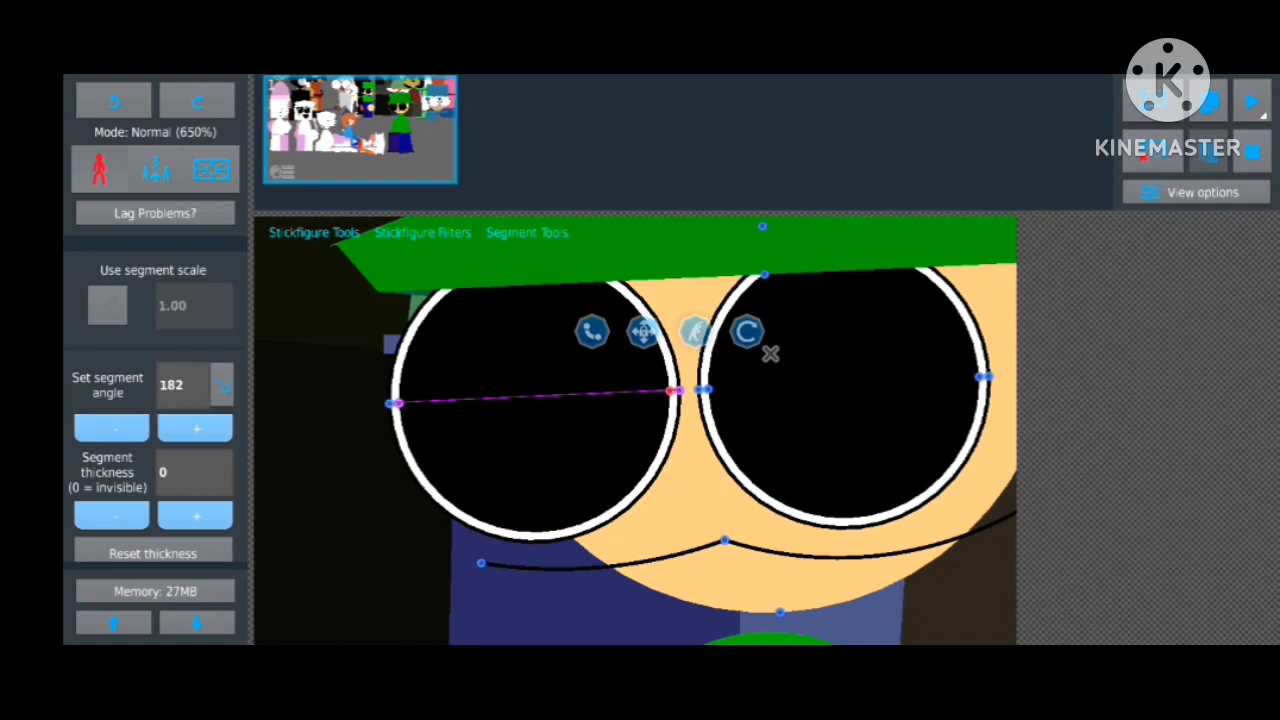 Mode: Normal (650%)
Lag Problems?
Use segment scale
1.00
Set segment
angle
182
-
+
Segment
thickness
(0 = invisible)
0
-
+
Reset thickness
Memory: 27MB
Stickfigure Tools
Stickfigure Filters
Segment Tools
K
KINEMASTER
View options